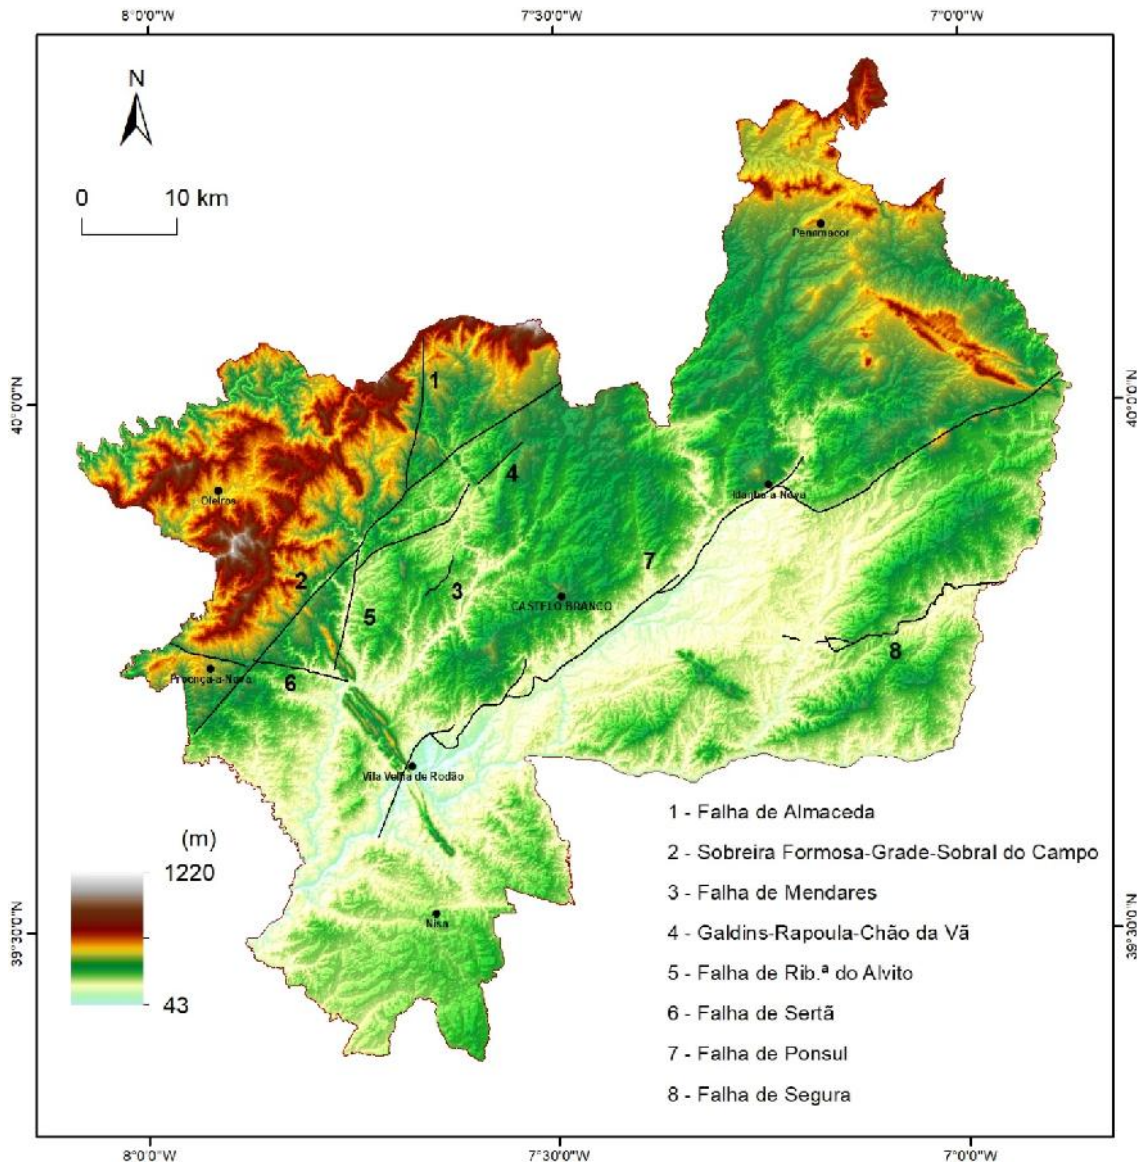 8°0'0"W
7°30'0"W
7°0'0"W
N
0 10 km
Penamacor
40°0'0"N
40°0'0"N
1
4
Oleiros
Idanha-a-Nova
2
3
7
CASTELO BRANCO
5
8
6
Proença-a-Nova
Vila Velha de Rodão
(m)
1220
43
Nisa
39°30'0"N
39°30'0"N
1 - Falha de Almaceda
2 - Sobreira Formosa-Grade-Sobral do Campo
3 - Falha de Mendares
4 - Galdins-Rapoula-Chão da Vã
5 - Falha de Rib.ª do Alvito
6 - Falha de Sertã
7 - Falha de Ponsul
8 - Falha de Segura
8°0'0"W
7°30'0"W
7°0'0"W